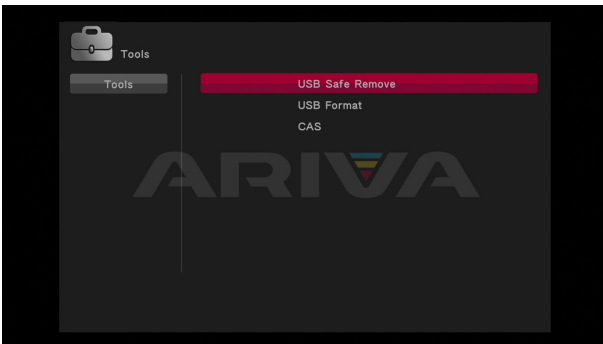 Tools
Tools
USB Safe Remove
USB Format
CAS
ARIVA